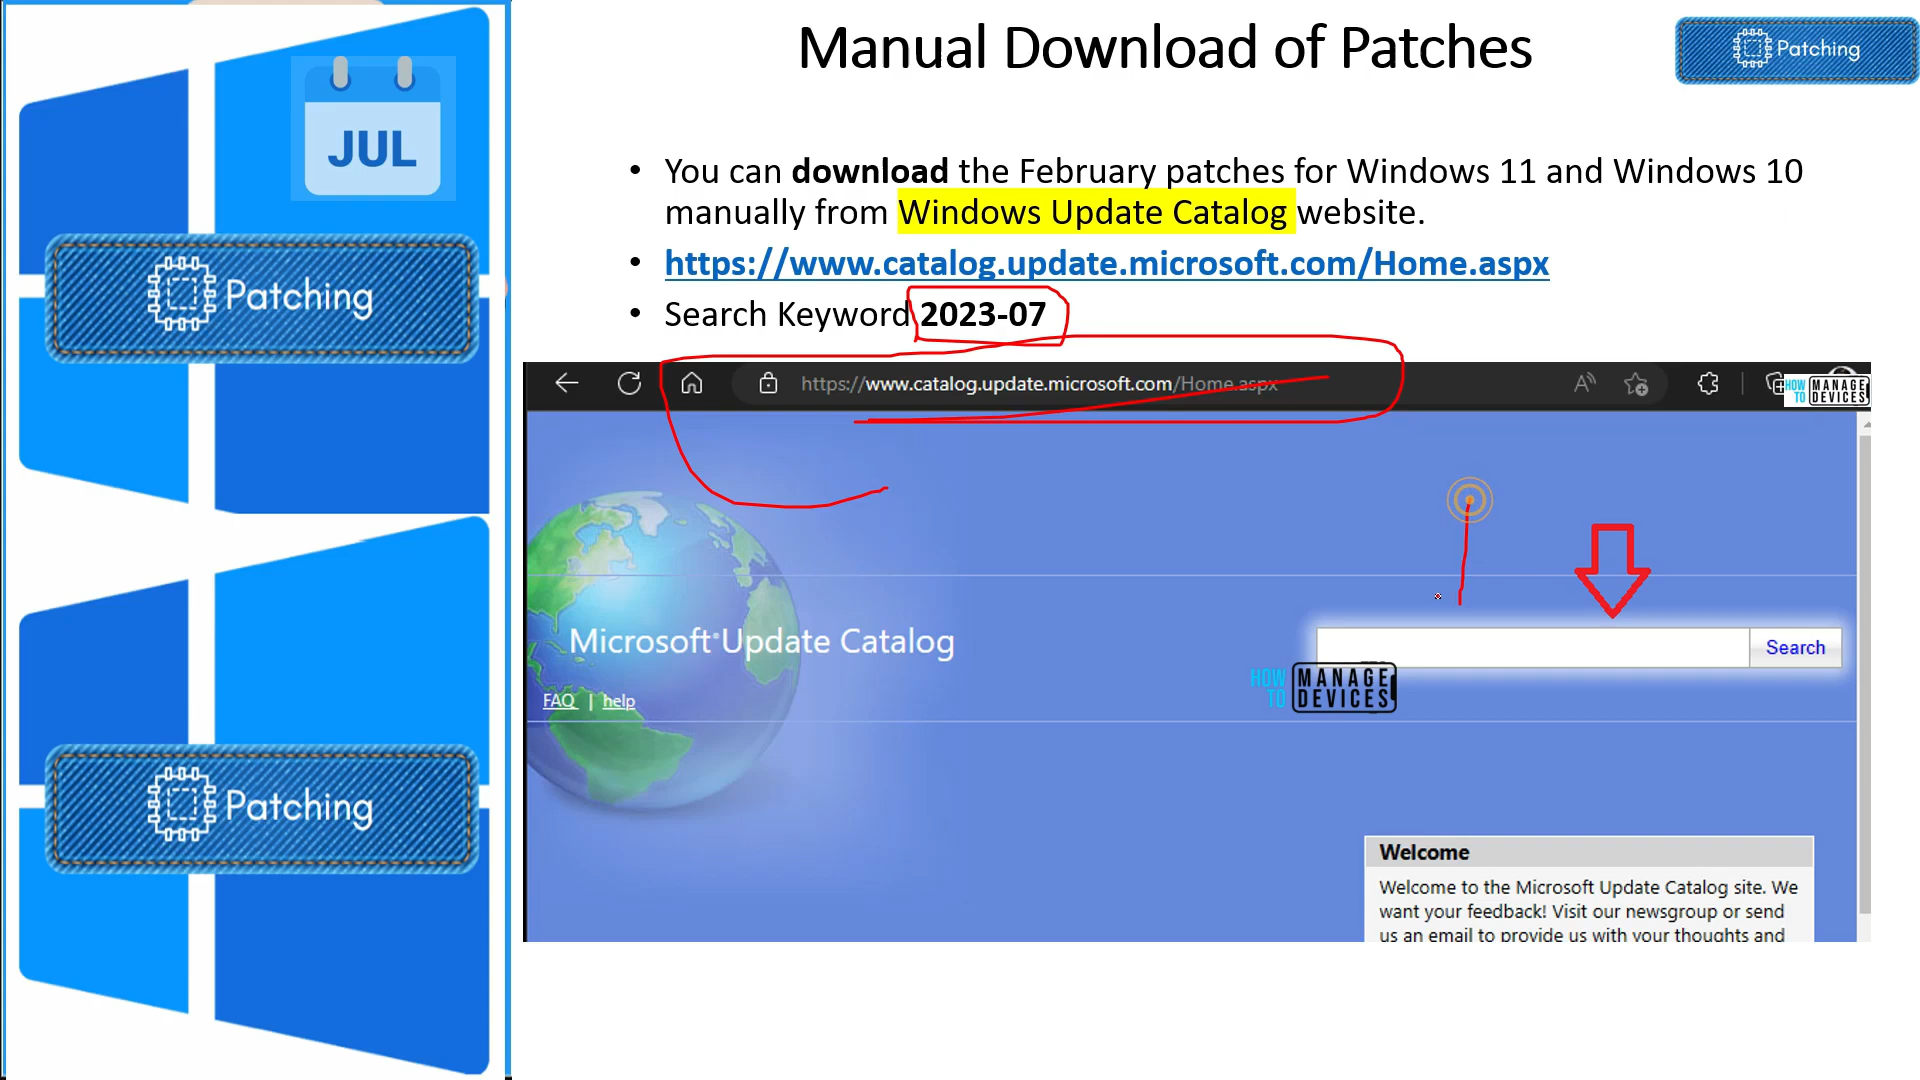 JUL
Patching
Patching
Manual Download of Patches
Patching
• You can download the February patches for Windows 11 and Windows 10
manually from Windows Update Catalog website.
• https://www.catalog.update.microsoft.com/Home.aspx
• Search Keyword 2023-07
https://www.catalog.update.microsoft.com/Home.aspx
HOW TO MANAGE DEVICES
Microsoft® Update Catalog
Search
FAQ | help
HOW TO MANAGE DEVICES
Welcome
Welcome to the Microsoft Update Catalog site. We
want your feedback! Visit our newsgroup or send
us an email to provide us with your thoughts and